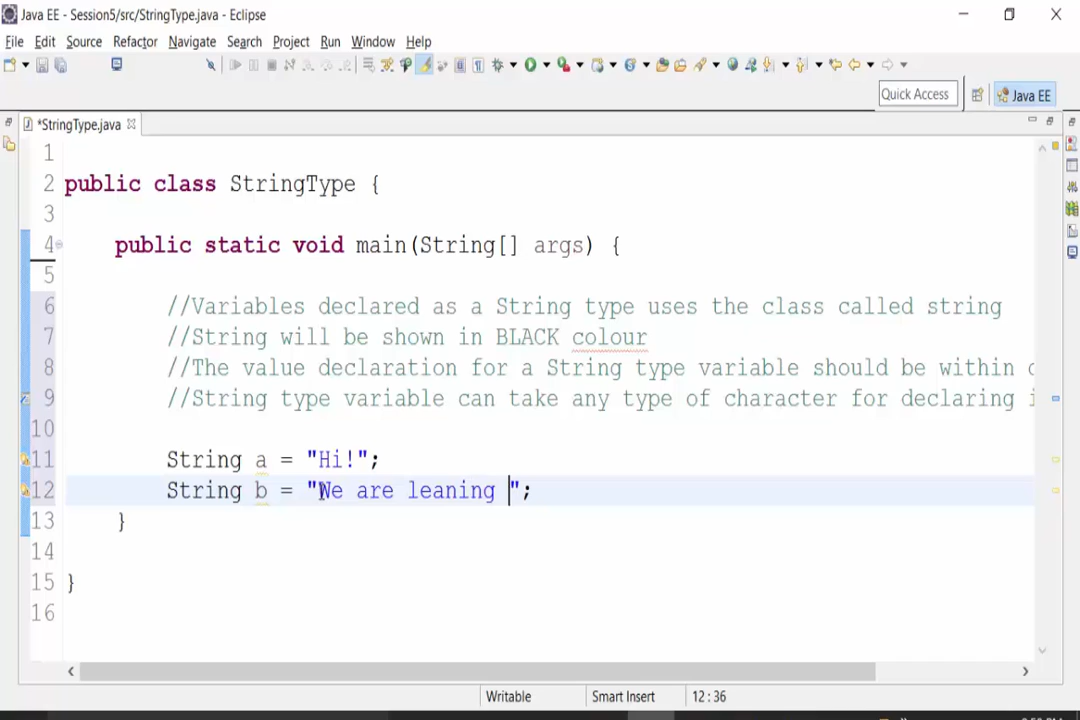 Java EE - Session5/src/StringType.java - Eclipse
File Edit Source Refactor Navigate Search Project Run Window Help
Quick Access Java EE
*StringType.java
1
2 public class StringType {
3
4 public static void main(String[] args) {
5
6 //Variables declared as a String type uses the class called string
7 //String will be shown in BLACK colour
8 //The value declaration for a String type variable should be within
9 //String type variable can take any type of character for declaring
10
11 String a = "Hi!";
12 String b = "We are leaning ";
13 }
14
15 }
16
Writable Smart Insert 12 : 36